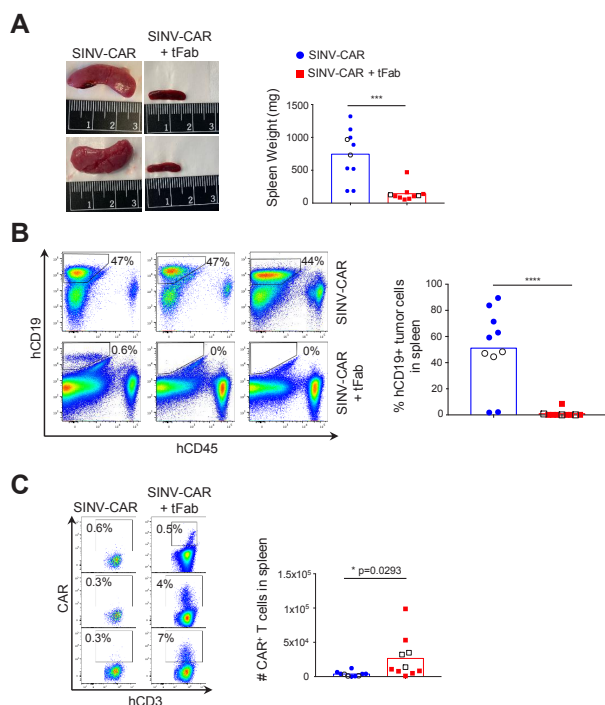 A
SINV-CAR
SINV-CAR
+ tFab
1 2 3
1 2 3
1 2 3
1 2 3
SINV-CAR
SINV-CAR + tFab
Spleen Weight (mg)
1500
1000
500
0
***
B
47%
47%
44%
SINV-CAR
0.6%
0%
0%
SINV-CAR
+ tFab
hCD19
hCD45
% hCD19+ tumor cells
in spleen
100
80
60
40
20
0
****
C
SINV-CAR
SINV-CAR
+ tFab
0.6%
0.5%
0.3%
4%
0.3%
7%
CAR
hCD3
# CAR⁺ T cells in spleen
1.5x10⁵
1x10⁵
5x10⁴
0
* p=0.0293